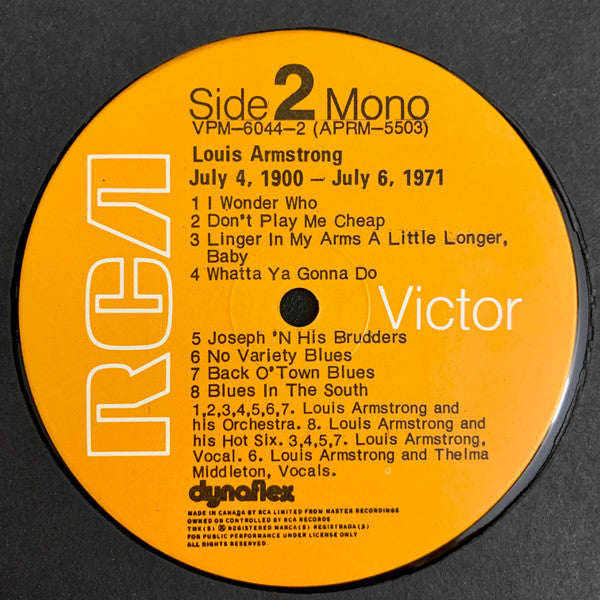 Side 2 Mono
VPM-6044-2 (APRM-5503)
Louis Armstrong
July 4, 1900 - July 6, 1971
1 I Wonder Who
2 Don't Play Me Cheap
3 Linger In My Arms A Little Longer,
Baby
4 Whatta Ya Gonna Do
RCA
Victor
5 Joseph 'N His Brudders
6 No Variety Blues
7 Back O' Town Blues
8 Blues In The South
1,2,3,4,5,6,7. Louis Armstrong and
his Orchestra. 8. Louis Armstrong and
his Hot Six. 3,4,5,7. Louis Armstrong,
Vocal. 6. Louis Armstrong and Thelma
Middleton, Vocals.
dynaflex
MADE IN CANADA BY RCA LIMITED FROM MASTER RECORDINGS
OWNED OR CONTROLLED BY RCA RECORDS
TMK(S) ® REGISTERED MARCA(S) REGISTRADA(S)
FOR PUBLIC PERFORMANCE UNDER LICENSE ONLY
ALL RIGHTS RESERVED.